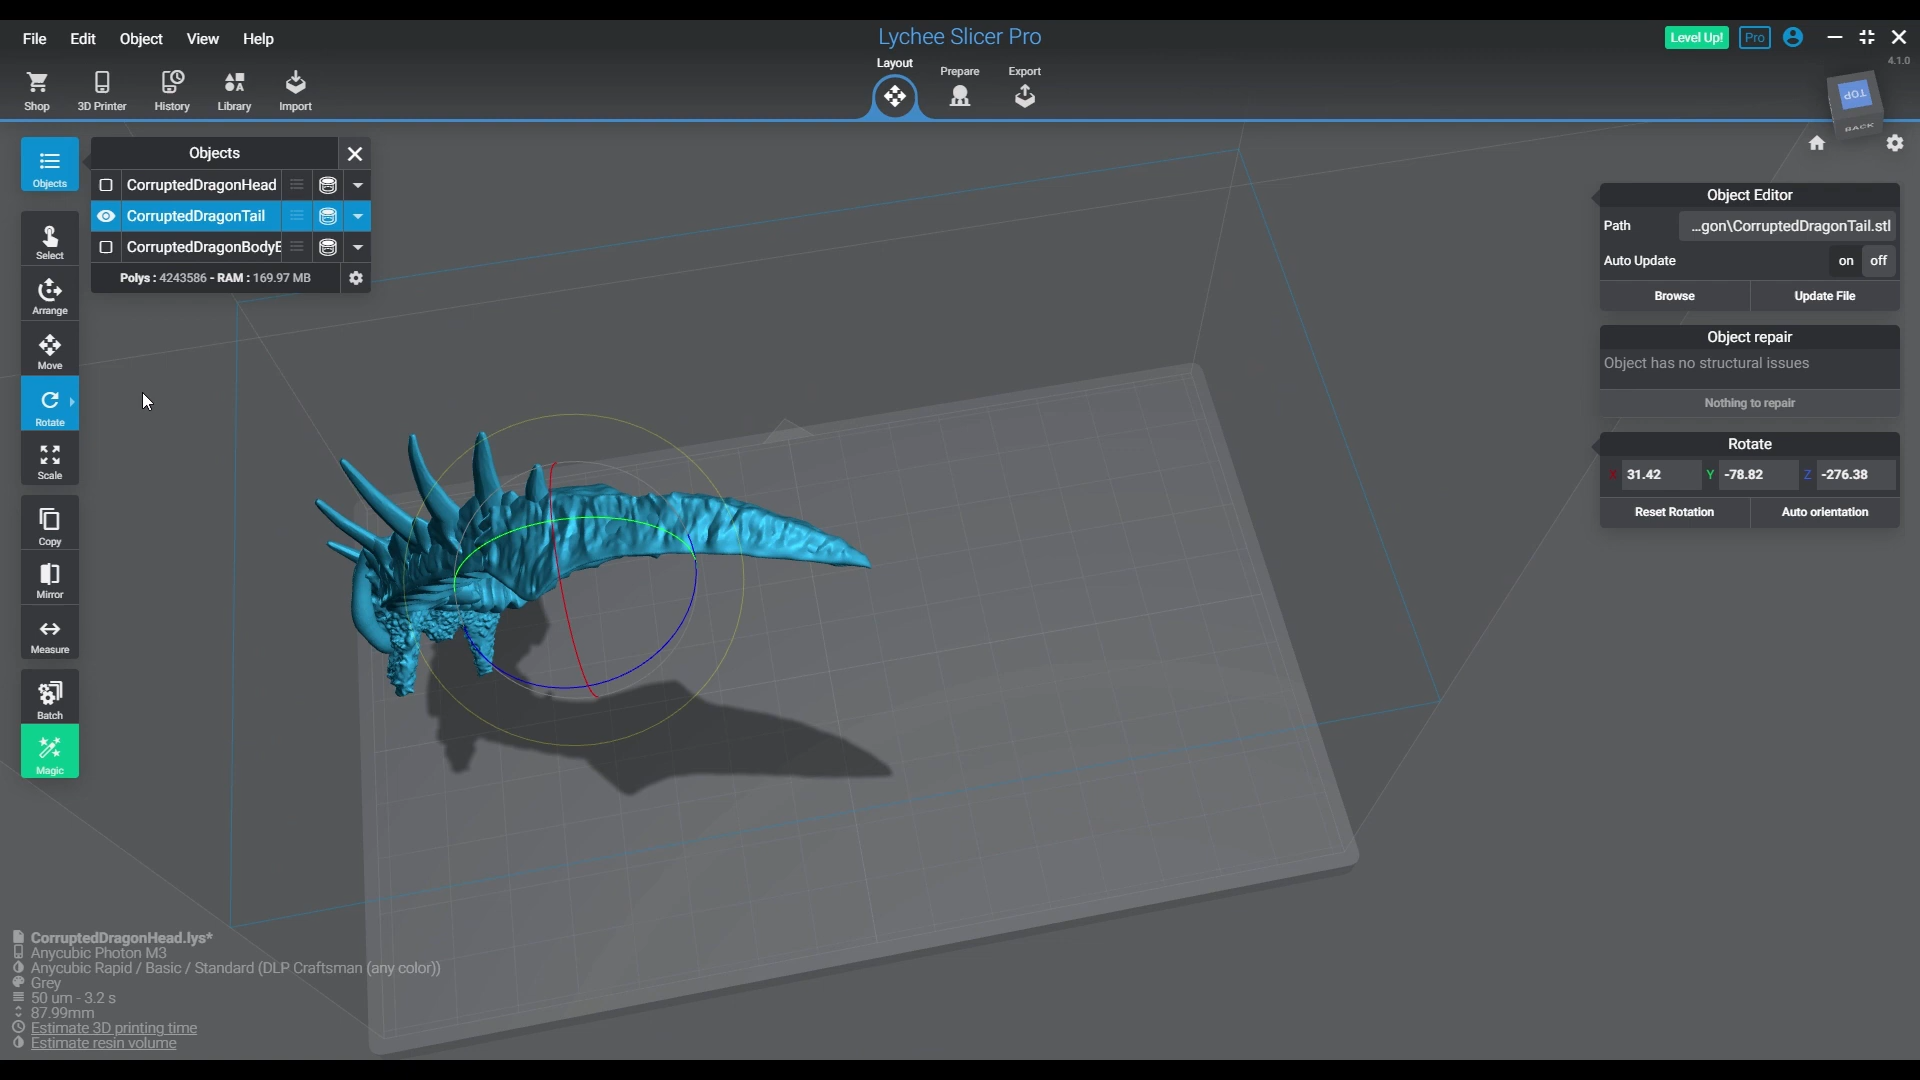 File Edit Object View Help
Lychee Slicer Pro
Level Up! Pro
4.1.0
Shop 3D Printer History Library Import
Layout Prepare Export
TOP
BACK
Objects
Objects
CorruptedDragonHead
CorruptedDragonTail
CorruptedDragonBodyE
Polys : 4243586 - RAM : 169.97 MB
Select
Arrange
Move
Rotate
Scale
Copy
Mirror
Measure
Batch
Magic
Object Editor
Path ...gon\CorruptedDragonTail.stl
Auto Update on off
Browse Update File
Object repair
Object has no structural issues
Nothing to repair
Rotate
X 31.42 Y -78.82 Z -276.38
Reset Rotation Auto orientation
CorruptedDragonHead.lys*
Anycubic Photon M3
Anycubic Rapid / Basic / Standard (DLP Craftsman (any color))
Grey
50 um - 3.2 s
87.99mm
Estimate 3D printing time
Estimate resin volume